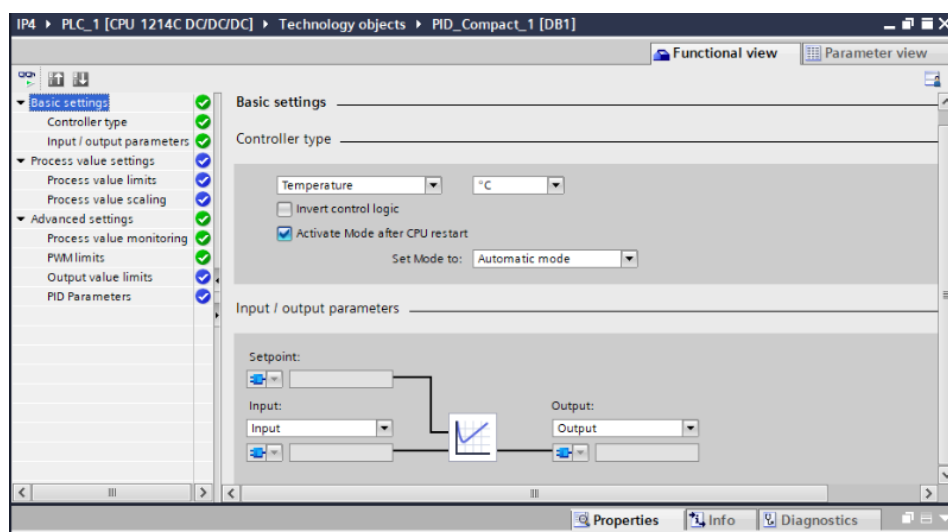 IP4 ▸ PLC_1 [CPU 1214C DC/DC/DC] ▸ Technology objects ▸ PID_Compact_1 [DB1]
Functional view
Parameter view
Basic settings
Controller type
Input / output parameters
Process value settings
Process value limits
Process value scaling
Advanced settings
Process value monitoring
PWM limits
Output value limits
PID Parameters
Basic settings
Controller type
Temperature °C
Invert control logic
Activate Mode after CPU restart
Set Mode to: Automatic mode
Input / output parameters
Setpoint:
Input: Output:
Input Output
Properties Info Diagnostics